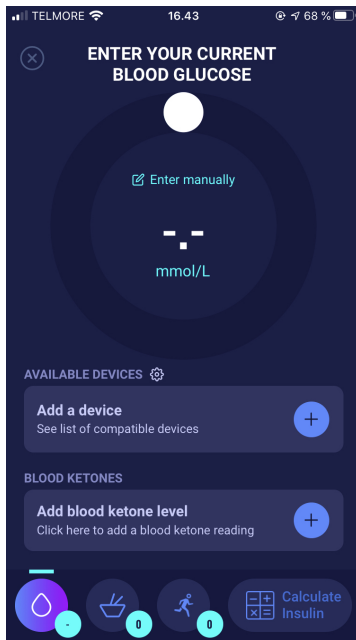 TELMORE 16.43 68 %
ENTER YOUR CURRENT
BLOOD GLUCOSE
Enter manually
-.-
mmol/L
AVAILABLE DEVICES
Add a device
See list of compatible devices
BLOOD KETONES
Add blood ketone level
Click here to add a blood ketone reading
- 0 0
Calculate
Insulin